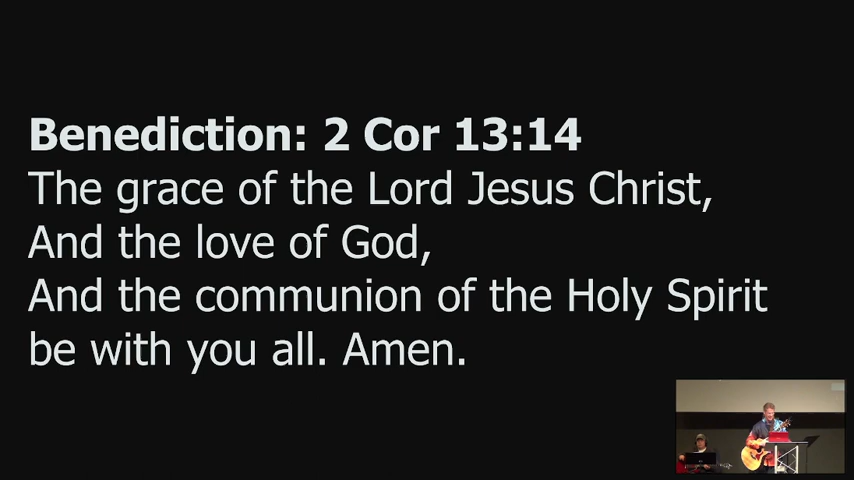 Benediction: 2 Cor 13:14
The grace of the Lord Jesus Christ,
And the love of God,
And the communion of the Holy Spirit
be with you all. Amen.